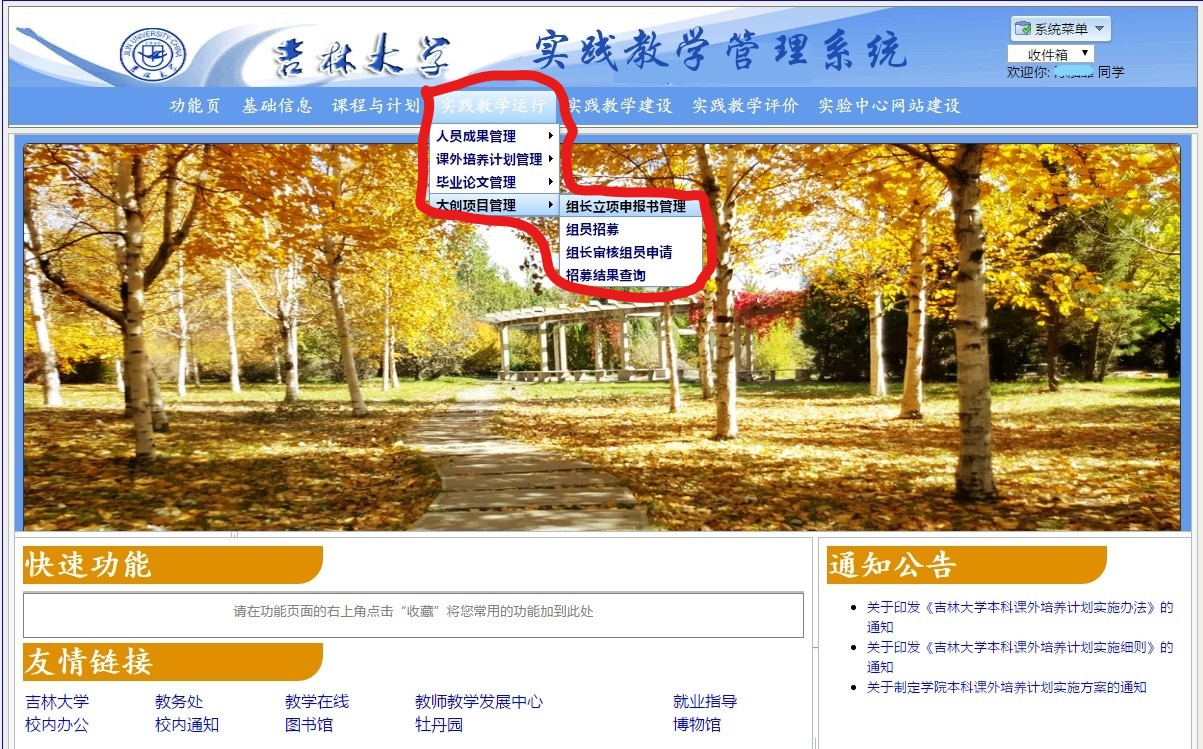 吉林大学 实践教学管理系统
系统菜单
收件箱
欢迎你: 同学
功能页 基础信息 课程与计划 实践教学运行 实践教学建设 实践教学评价 实验中心网站建设
人员成果管理
课外培养计划管理
毕业论文管理
大创项目管理
组长立项申报书管理
组员招募
组长审核组员申请
招募结果查询
快速功能
请在功能页面的右上角点击“收藏”将您常用的功能加到此处
友情链接
吉林大学 教务处 教学在线 教师教学发展中心 就业指导
校内办公 校内通知 图书馆 牡丹园 博物馆
通知公告
关于印发《吉林大学本科课外培养计划实施办法》的
通知
关于印发《吉林大学本科课外培养计划实施细则》的
通知
关于制定学院本科课外培养计划实施方案的通知